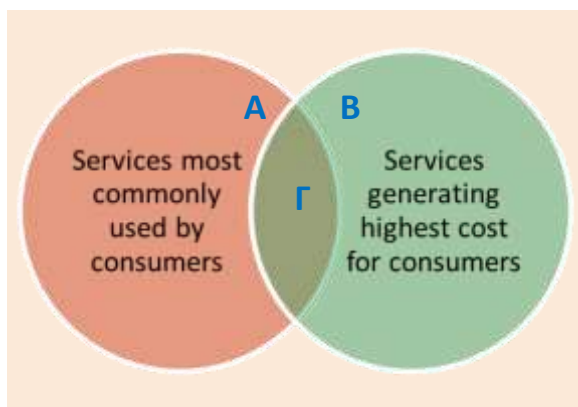 Α
Β
Services most
commonly
used by
consumers
Γ
Services
generating
highest cost
for consumers